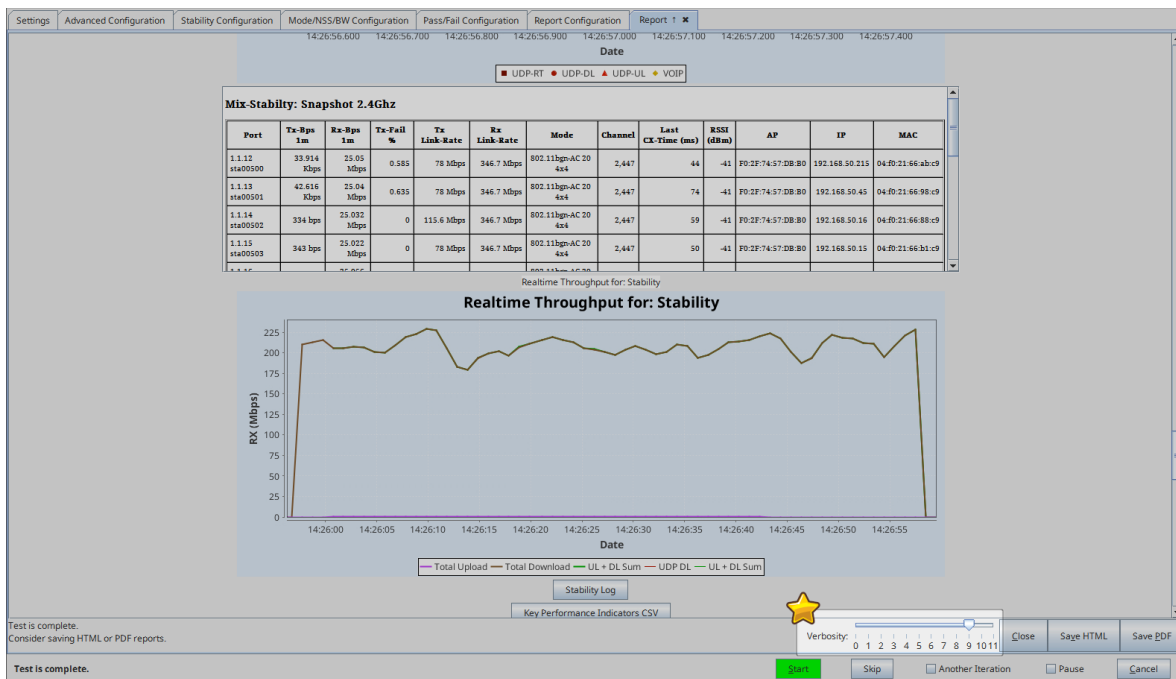 Settings Advanced Configuration Stability Configuration Mode/NSS/BW Configuration Pass/Fail Configuration Report Configuration Report ↑ ✖
14:26:56.600 14:26:56.700 14:26:56.800 14:26:56.900 14:26:57.000 14:26:57.100 14:26:57.200 14:26:57.300 14:26:57.400
Date
UDP-RT UDP-DL UDP-UL VOIP
Mix-Stabilty: Snapshot 2.4Ghz
Port Tx-Bps 1m Rx-Bps 1m Tx-Fail % Tx Link-Rate Rx Link-Rate Mode Channel Last CX-Time (ms) RSSI (dBm) AP IP MAC
1.1.12 sta00500 33.914 Kbps 25.05 Mbps 0.585 78 Mbps 346.7 Mbps 802.11bgn-AC 20 4x4 2,447 44 -41 F0:2F:74:57:DB:B0 192.168.50.215 04:f0:21:66:ab:c9
1.1.13 sta00501 42.616 Kbps 25.04 Mbps 0.635 78 Mbps 346.7 Mbps 802.11bgn-AC 20 4x4 2,447 74 -41 F0:2F:74:57:DB:B0 192.168.50.45 04:f0:21:66:98:c9
1.1.14 sta00502 334 bps 25.032 Mbps 0 115.6 Mbps 346.7 Mbps 802.11bgn-AC 20 4x4 2,447 59 -41 F0:2F:74:57:DB:B0 192.168.50.16 04:f0:21:66:88:c9
1.1.15 sta00503 343 bps 25.022 Mbps 0 78 Mbps 346.7 Mbps 802.11bgn-AC 20 4x4 2,447 50 -41 F0:2F:74:57:DB:B0 192.168.50.15 04:f0:21:66:b1:c9
Realtime Throughput for: Stability
Realtime Throughput for: Stability
225
200
175
150
125
100
75
50
25
0
RX (Mbps)
14:26:00 14:26:05 14:26:10 14:26:15 14:26:20 14:26:25 14:26:30 14:26:35 14:26:40 14:26:45 14:26:50 14:26:55
Date
Total Upload Total Download UL + DL Sum UDP DL UL + DL Sum
Stability Log
Key Performance Indicators CSV
Test is complete.
Consider saving HTML or PDF reports.
Verbosity: 0 1 2 3 4 5 6 7 8 9 10 11
Close Save HTML Save PDF
Test is complete.
Start Skip Another Iteration Pause Cancel